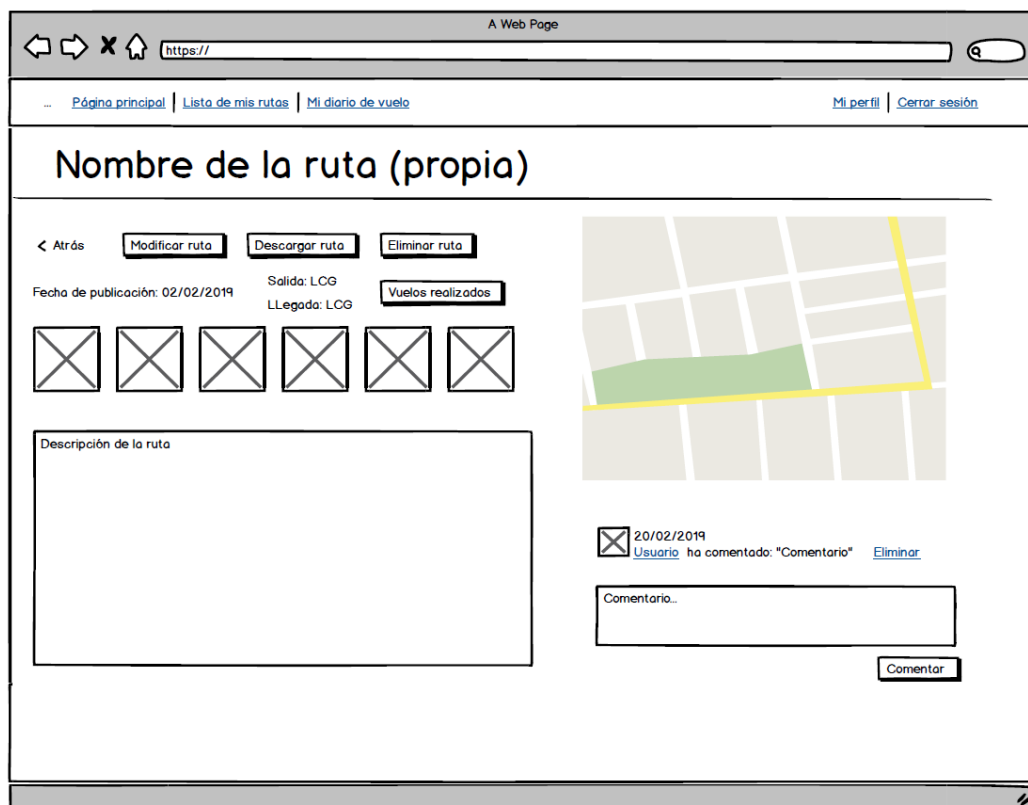 A Web Page
https://
... Página principal Lista de mis rutas Mi diario de vuelo Mi perfil Cerrar sesión
Nombre de la ruta (propia)
Atrás Modificar ruta Descargar ruta Eliminar ruta
Fecha de publicación: 02/02/2019
Salida: LCG
LLegada: LCG
Vuelos realizados
Descripción de la ruta
20/02/2019
Usuario ha comentado: "Comentario" Eliminar
Comentario...
Comentar